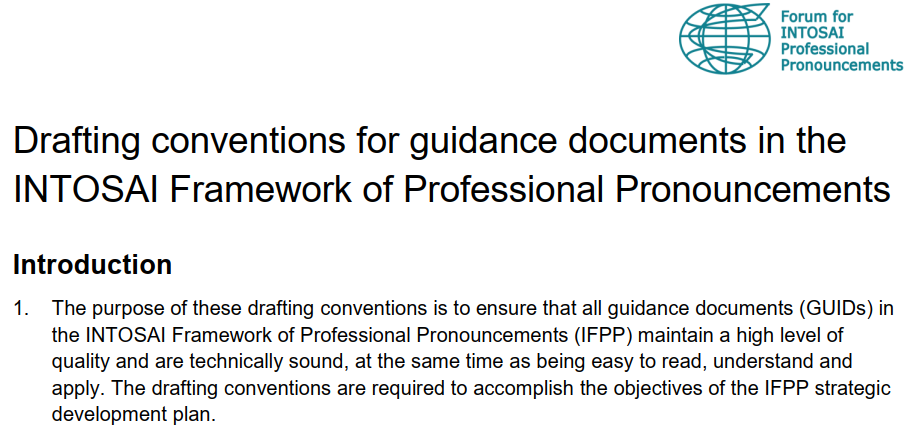 Forum for
INTOSAI
Professional
Pronouncements
Drafting conventions for guidance documents in the
INTOSAI Framework of Professional Pronouncements
Introduction
1. The purpose of these drafting conventions is to ensure that all guidance documents (GUIDs) in
the INTOSAI Framework of Professional Pronouncements (IFPP) maintain a high level of
quality and are technically sound, at the same time as being easy to read, understand and
apply. The drafting conventions are required to accomplish the objectives of the IFPP strategic
development plan.